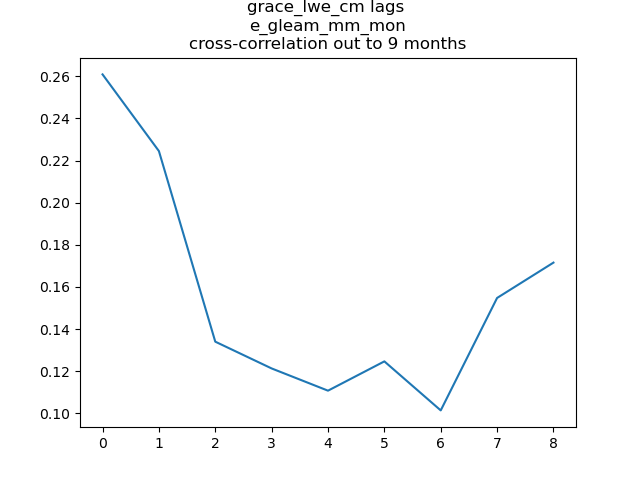 grace_lwe_cm lags
e_gleam_mm_mon
cross-correlation out to 9 months
0.26
0.24
0.22
0.20
0.18
0.16
0.14
0.12
0.10
0 1 2 3 4 5 6 7 8